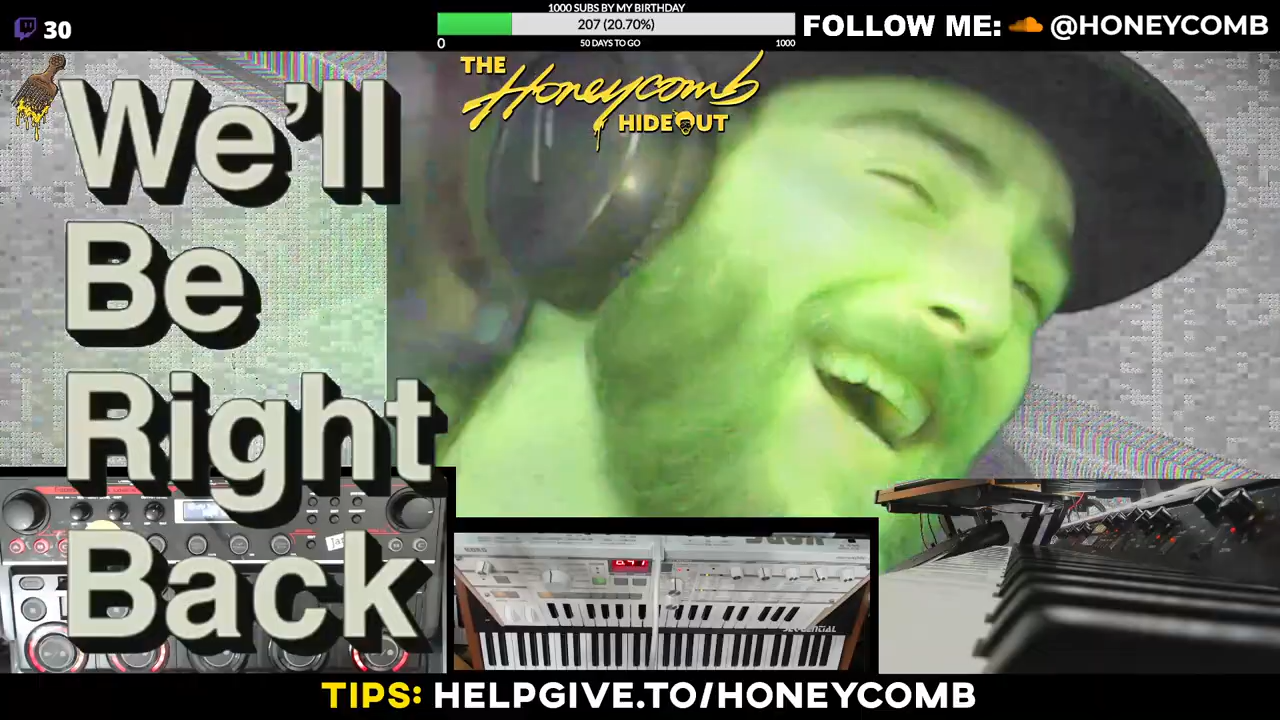 1000 SUBS BY MY BIRTHDAY
30
207 (20.70%)
FOLLOW ME: @HONEYCOMB
0
50 DAYS TO GO
1000
THE
Honeycomb
HIDEOUT
We'll
Be
Right
Back
KORG
SEQUENTIAL
TIPS: HELPGIVE.TO/HONEYCOMB